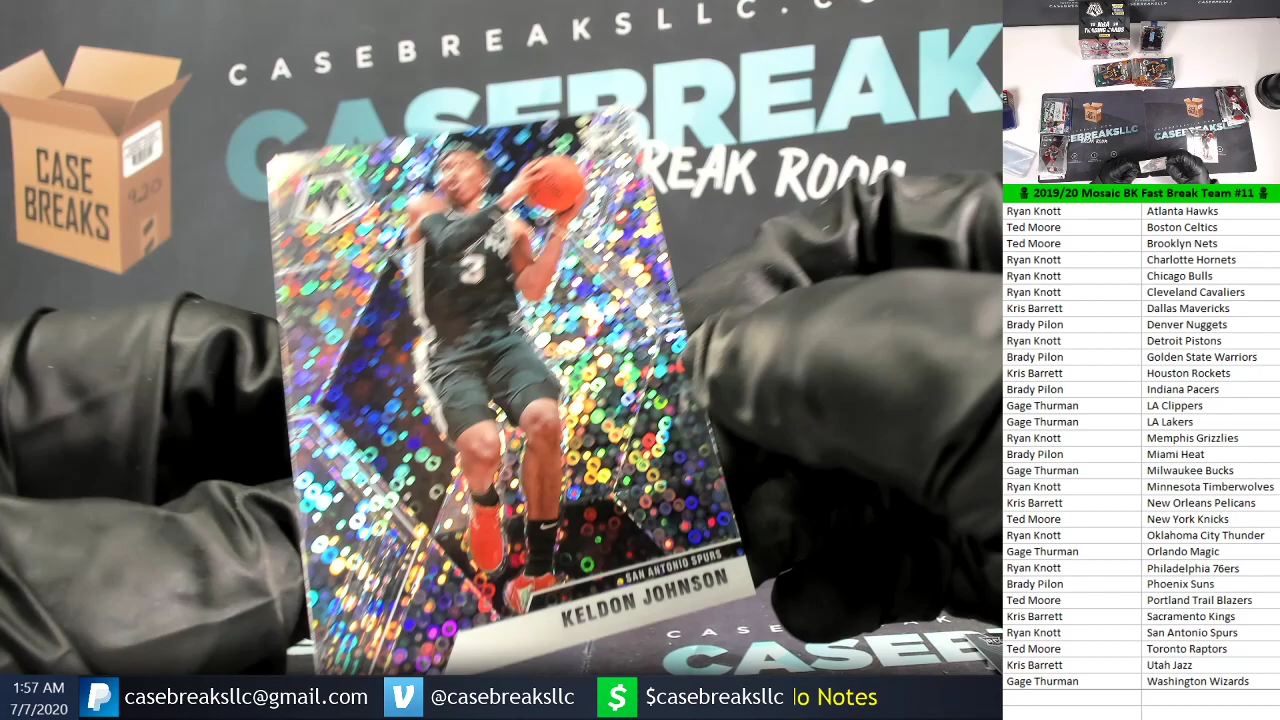 CASEBREAKSLLC.CO
CASEBREAK
BREAK ROOM
CASE
BREAKS
930
3
SAN ANTONIO SPURS
KELDON JOHNSON
CASE
CASEBRE
CASEBREAKSLLC
2019/20 Mosaic BK Fast Break Team #11
Ryan Knott Atlanta Hawks
Ted Moore Boston Celtics
Ted Moore Brooklyn Nets
Ryan Knott Charlotte Hornets
Ryan Knott Chicago Bulls
Ryan Knott Cleveland Cavaliers
Kris Barrett Dallas Mavericks
Brady Pilon Denver Nuggets
Ryan Knott Detroit Pistons
Brady Pilon Golden State Warriors
Kris Barrett Houston Rockets
Brady Pilon Indiana Pacers
Gage Thurman LA Clippers
Gage Thurman LA Lakers
Ryan Knott Memphis Grizzlies
Brady Pilon Miami Heat
Gage Thurman Milwaukee Bucks
Ryan Knott Minnesota Timberwolves
Kris Barrett New Orleans Pelicans
Ted Moore New York Knicks
Ryan Knott Oklahoma City Thunder
Gage Thurman Orlando Magic
Ryan Knott Philadelphia 76ers
Brady Pilon Phoenix Suns
Ted Moore Portland Trail Blazers
Kris Barrett Sacramento Kings
Ryan Knott San Antonio Spurs
Ted Moore Toronto Raptors
Kris Barrett Utah Jazz
Gage Thurman Washington Wizards
1:57 AM
7/7/2020
casebreaksllc@gmail.com @casebreaksllc $casebreaksllc lo Notes